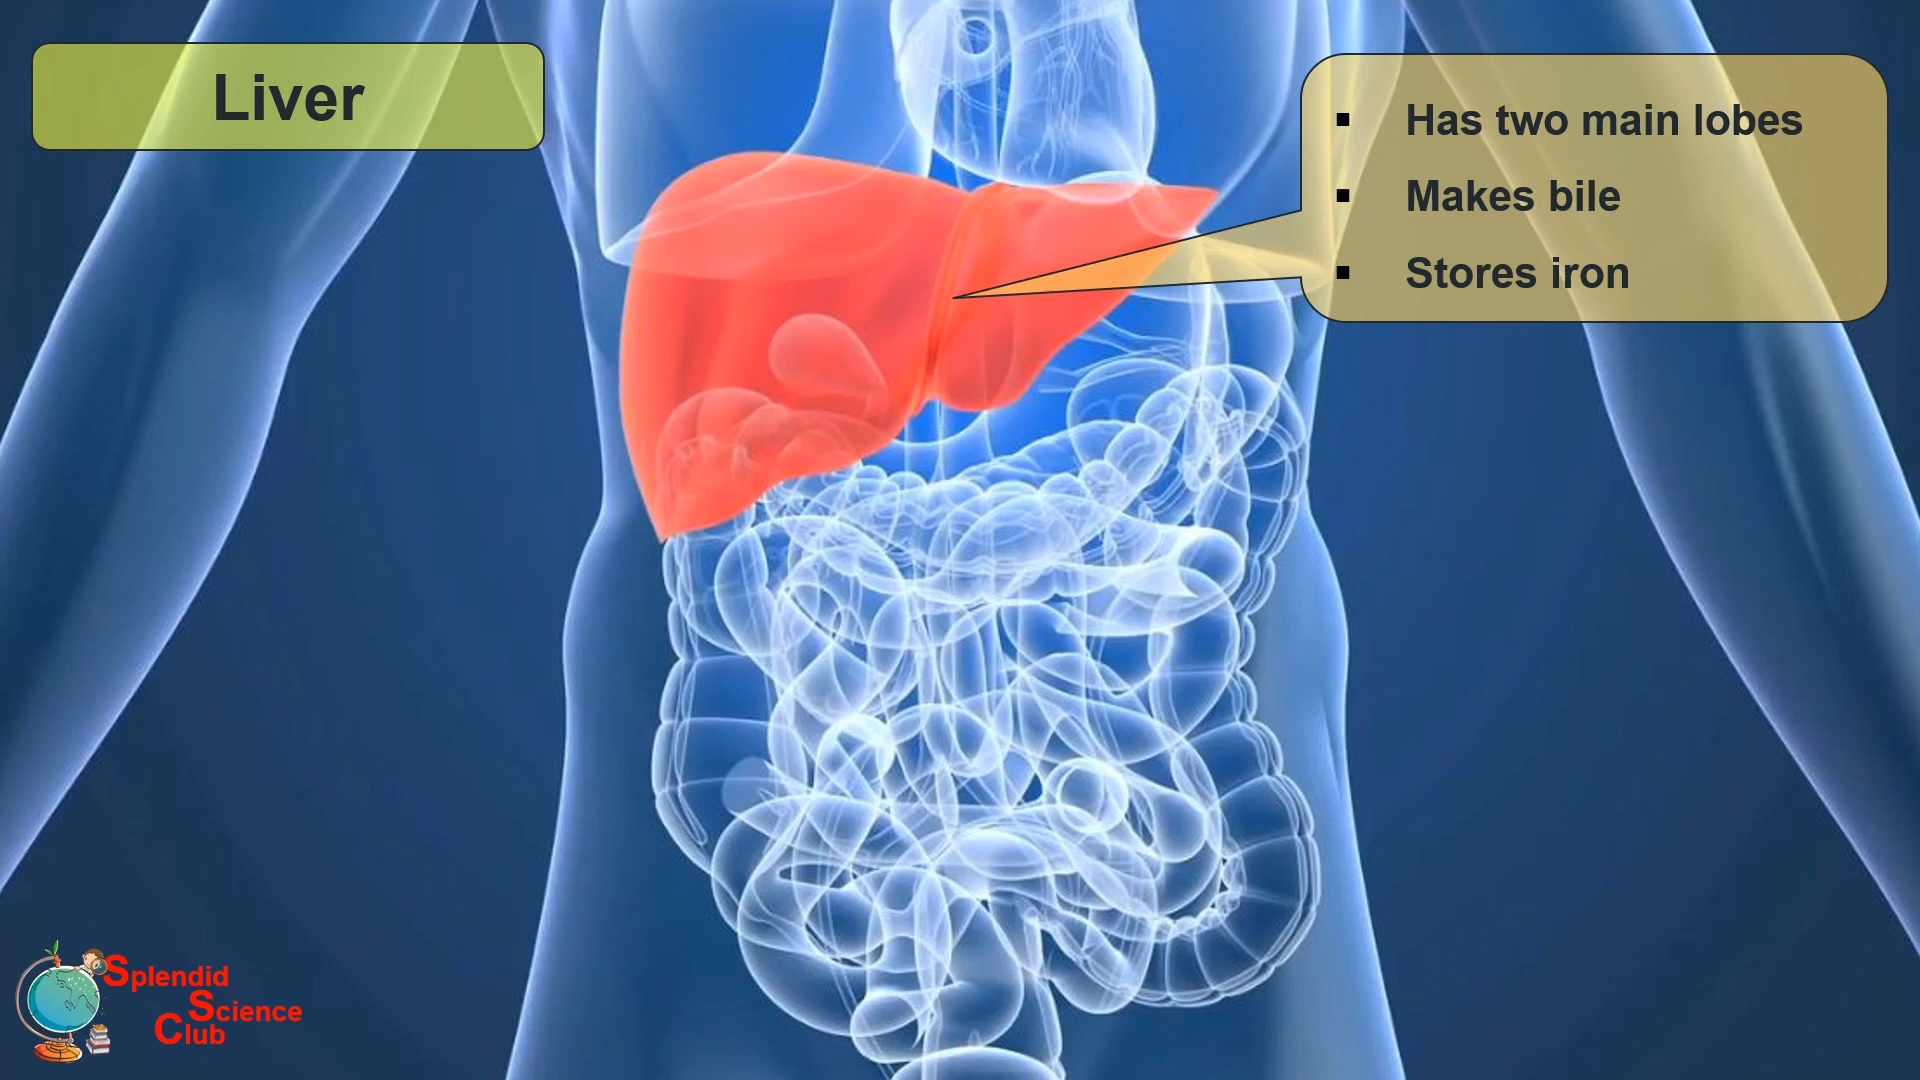 Liver
▪ Has two main lobes
▪ Makes bile
▪ Stores iron
Splendid
Science
Club